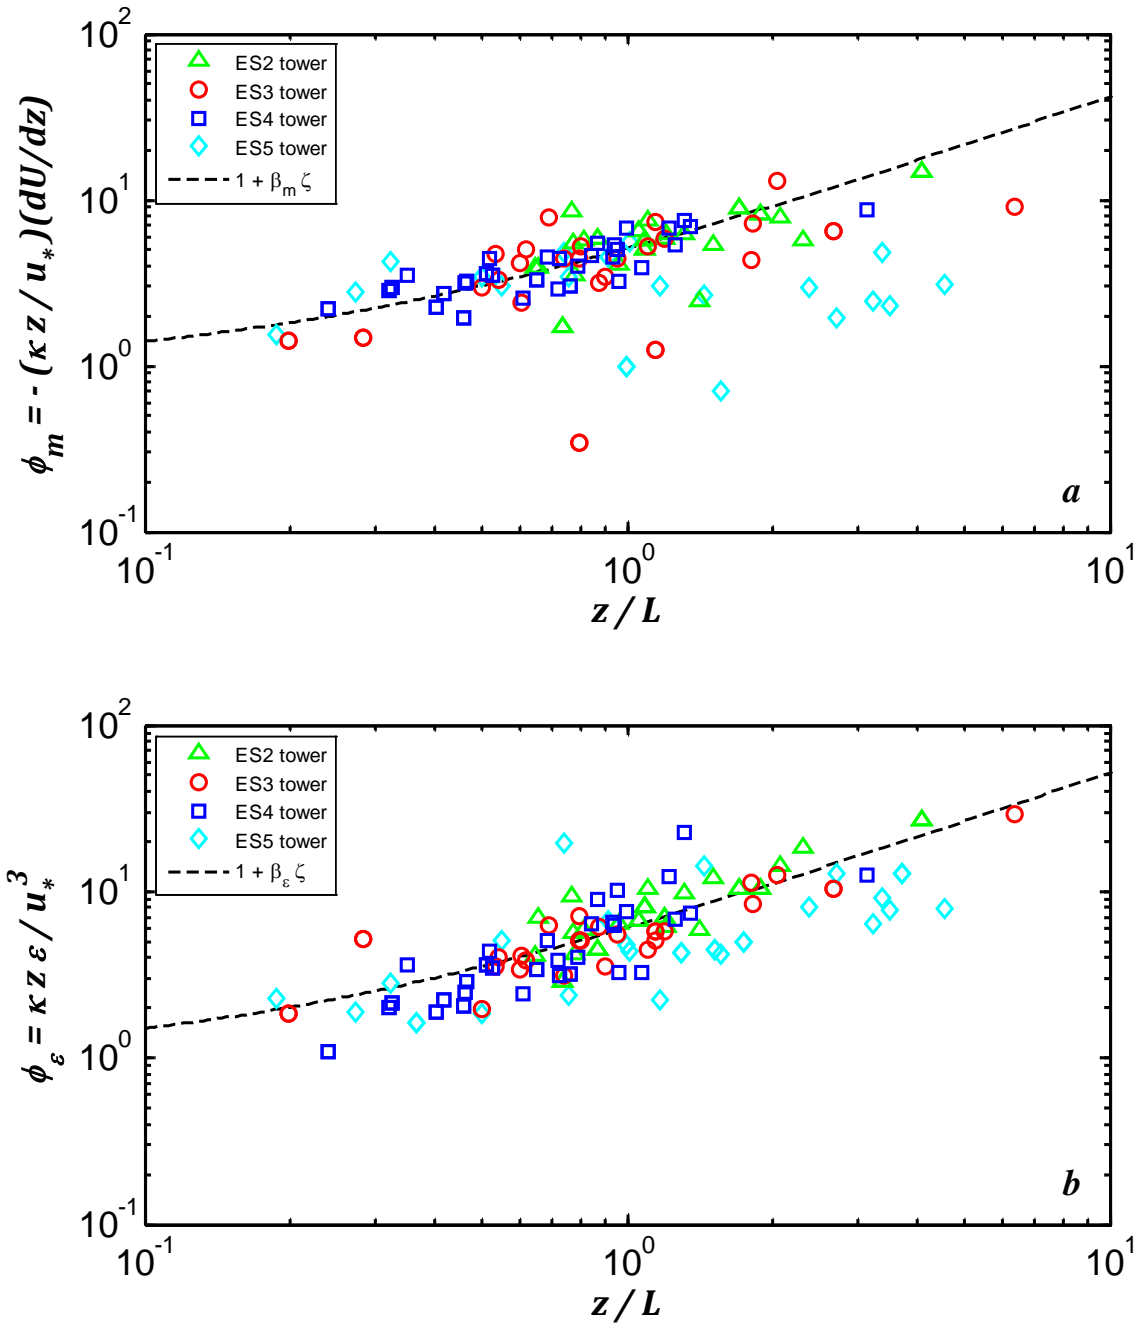 ϕ_m = - (κ z / u_*)(dU/dz)
10^2
10^1
10^0
10^-1
ES2 tower
ES3 tower
ES4 tower
ES5 tower
1 + β_m ζ
a
10^-1
10^0
10^1
z / L
ϕ_ε = κ z ε / u_*^3
10^2
10^1
10^0
10^-1
ES2 tower
ES3 tower
ES4 tower
ES5 tower
1 + β_ε ζ
b
10^-1
10^0
10^1
z / L